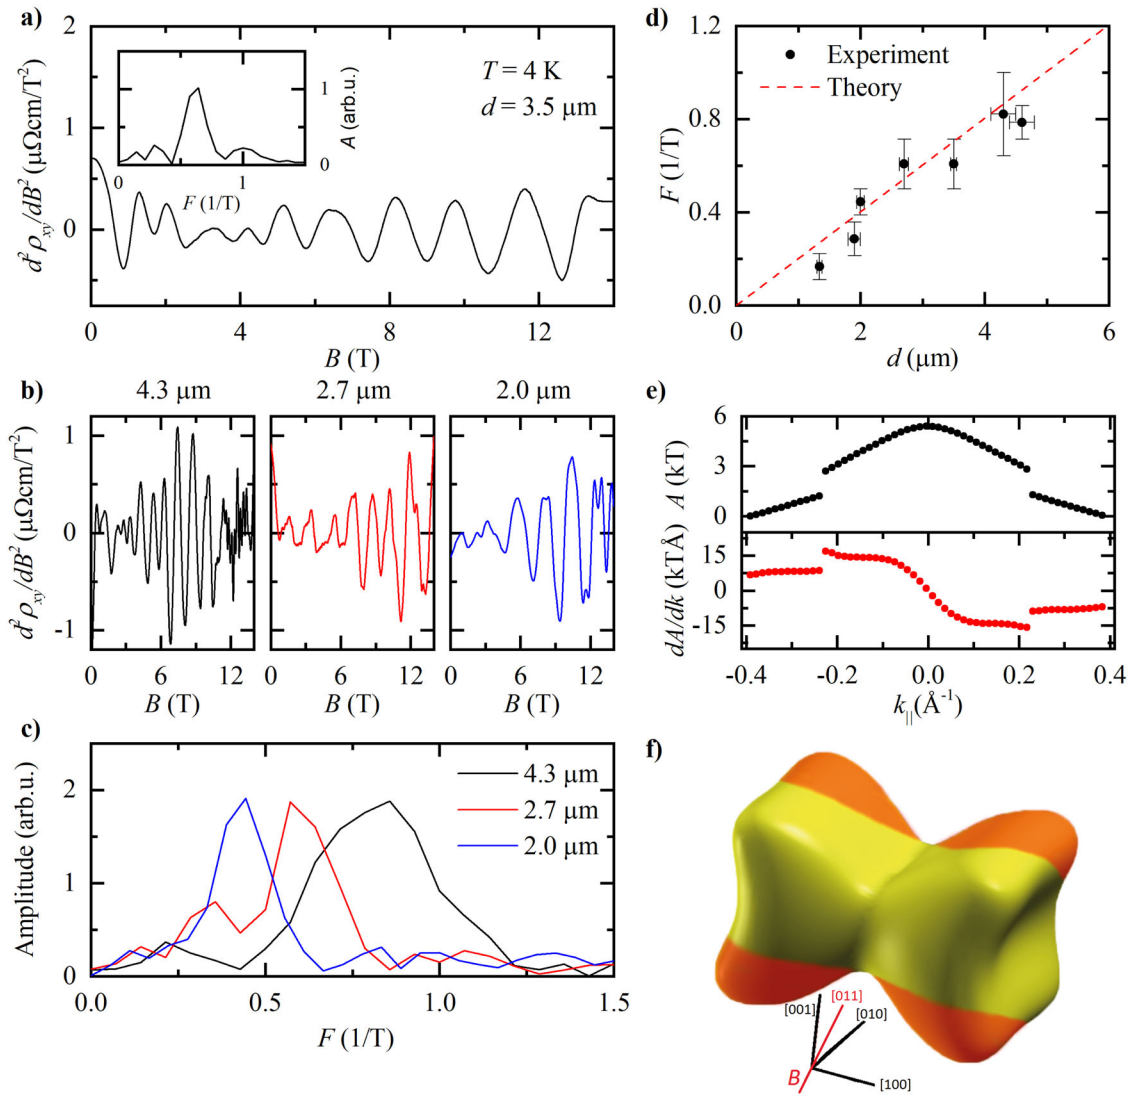 a)
2
1
0
d²ρxy/dB² (μΩcm/T²)
0
4
8
12
B (T)
T = 4 K
d = 3.5 μm
1
0
A (arb.u.)
0
1
F (1/T)
b)
4.3 μm
2.7 μm
2.0 μm
1
0
-1
d²ρxy/dB² (μΩcm/T²)
0
6
12
0
6
12
0
6
12
B (T)
B (T)
B (T)
c)
2
1
0
Amplitude (arb.u.)
4.3 μm
2.7 μm
2.0 μm
0.0
0.5
1.0
1.5
F (1/T)
d)
1.2
0.8
0.4
0.0
F (1/T)
Experiment
Theory
0
2
4
6
d (μm)
e)
6
3
0
A (kT)
15
0
-15
dA/dk (kTÅ)
-0.4
-0.2
0.0
0.2
0.4
k||(Å-1)
f)
[001]
[011]
[010]
B
[100]